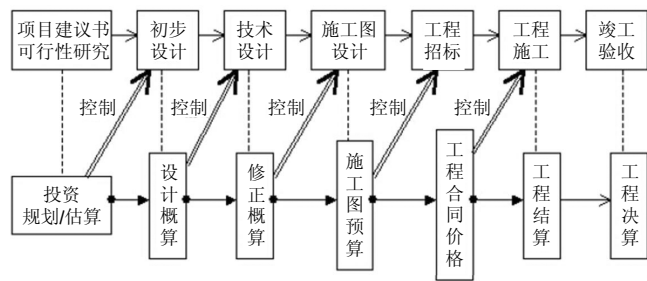 项目建议书
可行性研究
初步
设计
技术
设计
施工图
设计
工程
招标
工程
施工
竣工
验收
控制
控制
控制
控制
控制
投资
规划/估算
设计概算
修正概算
施工图预算
工程合同价格
工程结算
工程决算